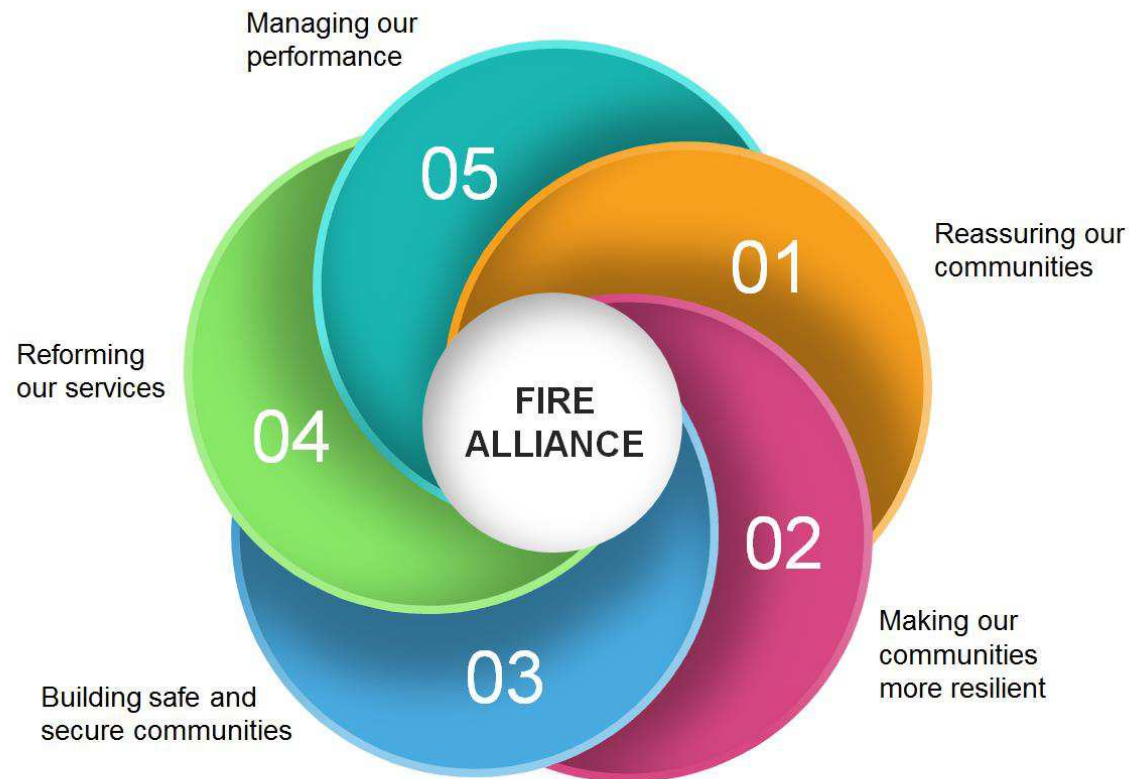 Managing our
performance
05
01
Reassuring our
communities
Reforming
our services
FIRE
ALLIANCE
04
02
Making our
communities
more resilient
03
Building safe and
secure communities